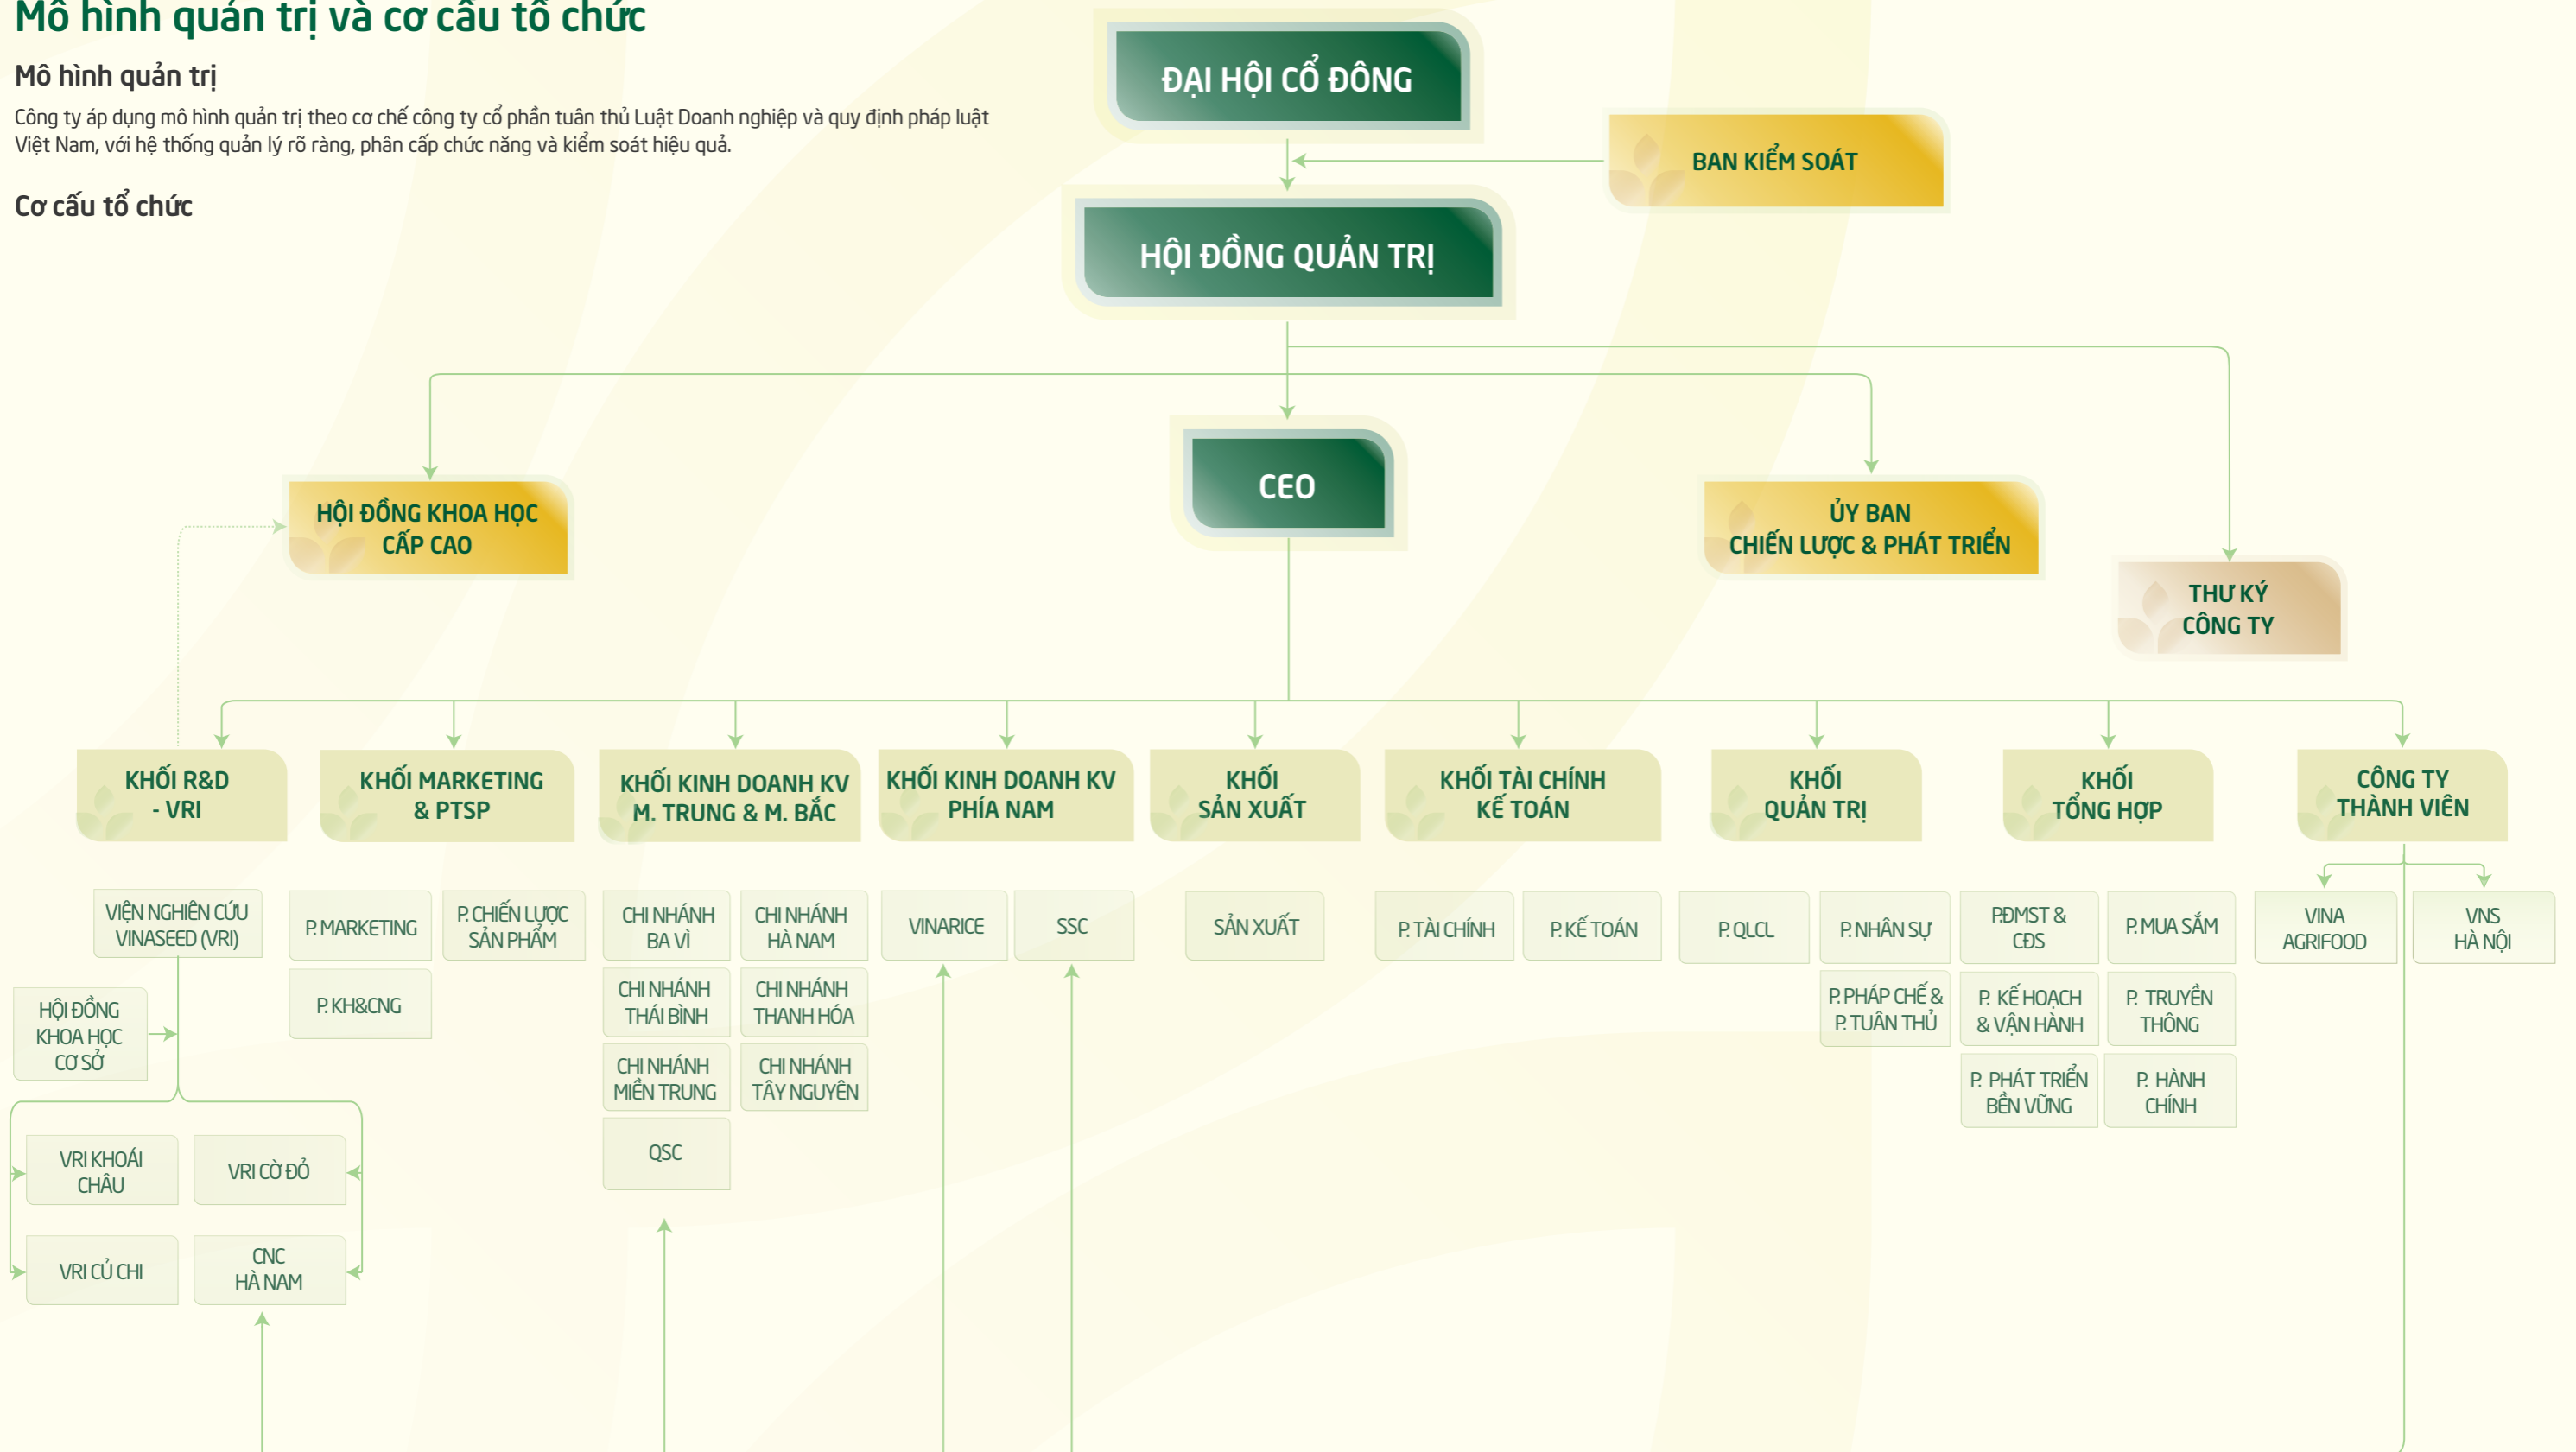 Mô hình quản trị và cơ cấu tổ chức
Mô hình quản trị
Công ty áp dụng mô hình quản trị theo cơ chế công ty cổ phần tuân thủ Luật Doanh nghiệp và quy định pháp luật
Việt Nam, với hệ thống quản lý rõ ràng, phân cấp chức năng và kiểm soát hiệu quả.
Cơ cấu tổ chức
ĐẠI HỘI CỔ ĐÔNG
BAN KIỂM SOÁT
HỘI ĐỒNG QUẢN TRỊ
HỘI ĐỒNG KHOA HỌC
CẤP CAO
CEO
ỦY BAN
CHIẾN LƯỢC & PHÁT TRIỂN
THƯ KÝ
CÔNG TY
KHỐI R&D
- VRI
KHỐI MARKETING
& PTSP
KHỐI KINH DOANH KV
M. TRUNG & M. BẮC
KHỐI KINH DOANH KV
PHÍA NAM
KHỐI
SẢN XUẤT
KHỐI TÀI CHÍNH
KẾ TOÁN
KHỐI
QUẢN TRỊ
KHỐI
TỔNG HỢP
CÔNG TY
THÀNH VIÊN
VIỆN NGHIÊN CỨU
VINASEED (VRI)
HỘI ĐỒNG
KHOA HỌC
CƠ SỞ
VRI KHOÁI
CHÂU
VRI CỜ ĐỎ
VRI CỦ CHI
CNC
HÀ NAM
P. MARKETING
P. CHIẾN LƯỢC
SẢN PHẨM
P. KH&CNG
CHI NHÁNH
BA VÌ
CHI NHÁNH
HÀ NAM
CHI NHÁNH
THÁI BÌNH
CHI NHÁNH
THANH HÓA
CHI NHÁNH
MIỀN TRUNG
CHI NHÁNH
TÂY NGUYÊN
QSC
VINARICE
SSC
SẢN XUẤT
P. TÀI CHÍNH
P. KẾ TOÁN
P. QLCL
P. NHÂN SỰ
P. PHÁP CHẾ &
P. TUÂN THỦ
P.ĐMST &
CĐS
P. MUA SẮM
P. KẾ HOẠCH
& VẬN HÀNH
P. TRUYỀN
THÔNG
P. PHÁT TRIỂN
BỀN VỮNG
P. HÀNH
CHÍNH
VINA
AGRIFOOD
VNS
HÀ NỘI